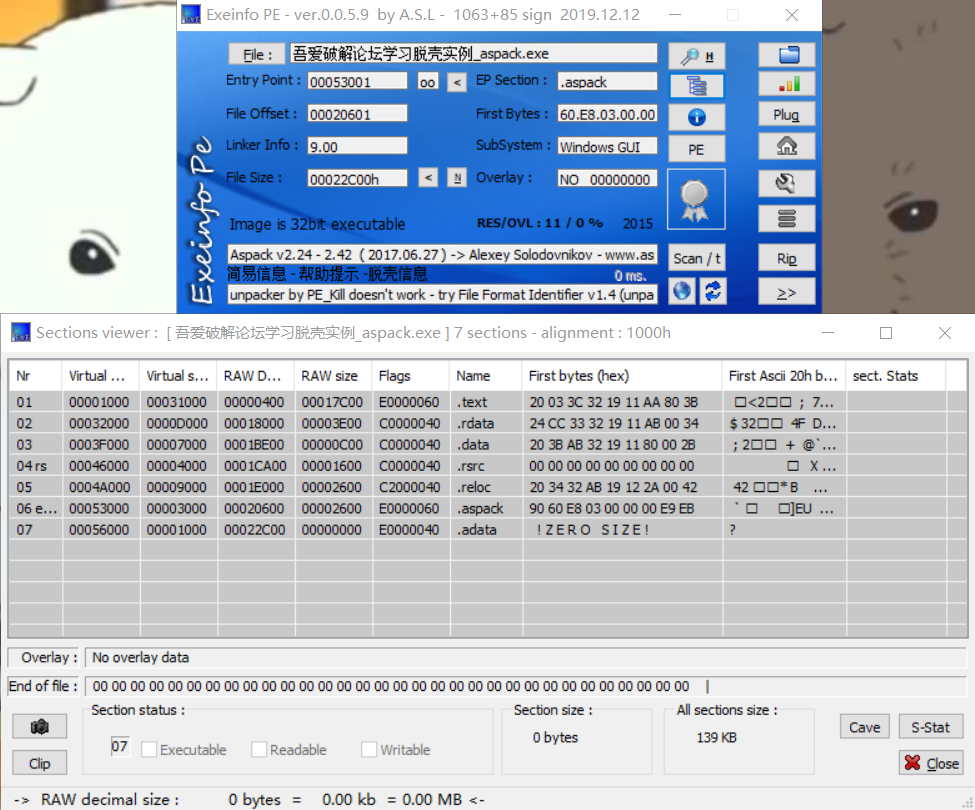 Exeinfo PE - ver.0.0.5.9 by A.S.L - 1063+85 sign 2019.12.12
File : 吾爱破解论坛学习脱壳实例_aspack.exe H
Entry Point : 00053001 oo < EP Section : .aspack
File Offset : 00020601 First Bytes : 60.E8.03.00.00 Plug
Linker Info : 9.00 SubSystem : Windows GUI PE
File Size : 00022C00h < N Overlay : NO 00000000
Image is 32bit executable RES/OVL : 11 / 0 % 2015
Exeinfo Pe
Aspack v2.24 - 2.42 ( 2017.06.27 ) -> Alexey Solodovnikov - www.as Scan / t Rip
简易信息 - 帮助提示 -脱壳信息 0 ms.
unpacker by PE_Kill doesn't work - try File Format Identifier v1.4 (unpa >>
Sections viewer : [ 吾爱破解论坛学习脱壳实例_aspack.exe ] 7 sections - alignment : 1000h
Nr Virtual ... Virtual s... RAW D... RAW size Flags Name First bytes (hex) First Ascii 20h b... sect. Stats
01 00001000 00031000 00000400 00017C00 E0000060 .text 20 03 3C 32 19 11 AA 80 3B □<2□□ ; 7...
02 00032000 0000D000 00018000 00003E00 C0000040 .rdata 24 CC 33 32 19 11 AB 00 34 $ 32□□ 4F D...
03 0003F000 00007000 0001BE00 00000C00 C0000040 .data 20 3B AB 32 19 11 80 00 2B ; 2□□ + @`...
04 rs 00046000 00004000 0001CA00 00001600 C0000040 .rsrc 00 00 00 00 00 00 00 00 00 □ X ...
05 0004A000 00009000 0001E000 00002600 C2000040 .reloc 20 34 32 AB 19 12 2A 00 42 42 □□*B ...
06 e... 00053000 00003000 00020600 00002600 E0000060 .aspack 90 60 E8 03 00 00 00 E9 EB ` □ □]EU ...
07 00056000 00001000 00022C00 00000000 E0000040 .adata ! Z E R O S I Z E ! ?
Overlay : No overlay data
End of file : 00 00 00 00 00 00 00 00 00 00 00 00 00 00 00 00 00 00 00 00 00 00 00 00 00 00 00 00 00 00 00 00 |
Section status : Section size : All sections size :
07 Executable Readable Writable 0 bytes 139 KB Cave S-Stat
Clip Close
-> RAW decimal size : 0 bytes = 0.00 kb = 0.00 MB <-